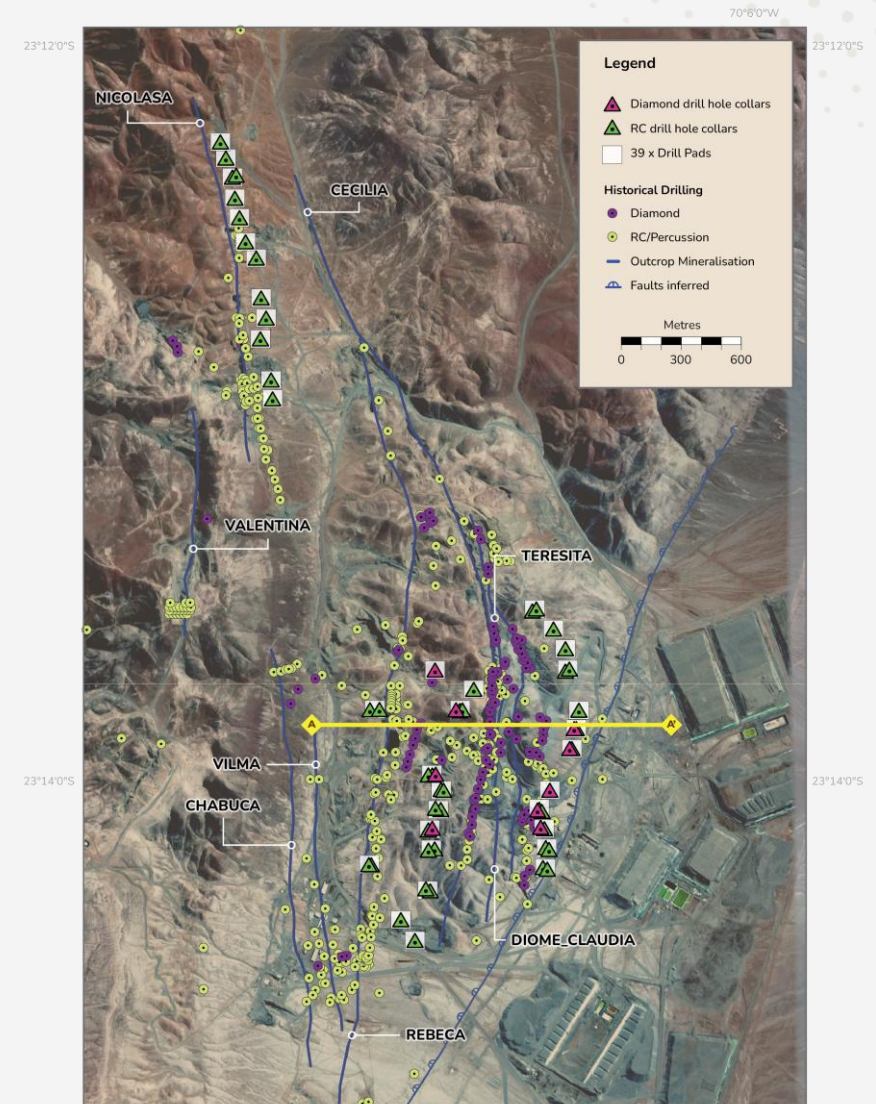 70°6'0"W
23°12'0"S
23°12'0"S
Legend
Diamond drill hole collars
RC drill hole collars
39 x Drill Pads
Historical Drilling
Diamond
RC/Percussion
Outcrop Mineralisation
Faults inferred
Metres
0 300 600
NICOLASA
CECILIA
VALENTINA
TERESITA
A A'
VILMA
23°14'0"S
23°14'0"S
CHABUCA
DIOME_CLAUDIA
REBECA